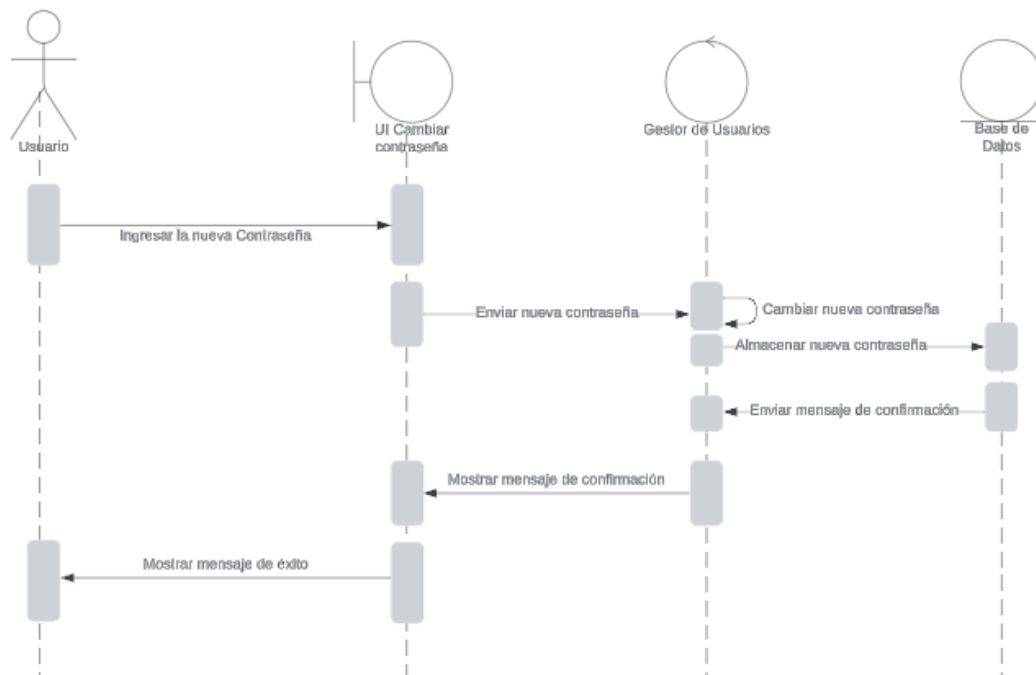 Usuario
UI Cambiar
contraseña
Gestor de Usuarios
Base de
Datos
Ingresar la nueva Contraseña
Enviar nueva contraseña
Cambiar nueva contraseña
Almacenar nueva contraseña
Enviar mensaje de confirmación
Mostrar mensaje de confirmación
Mostrar mensaje de éxito